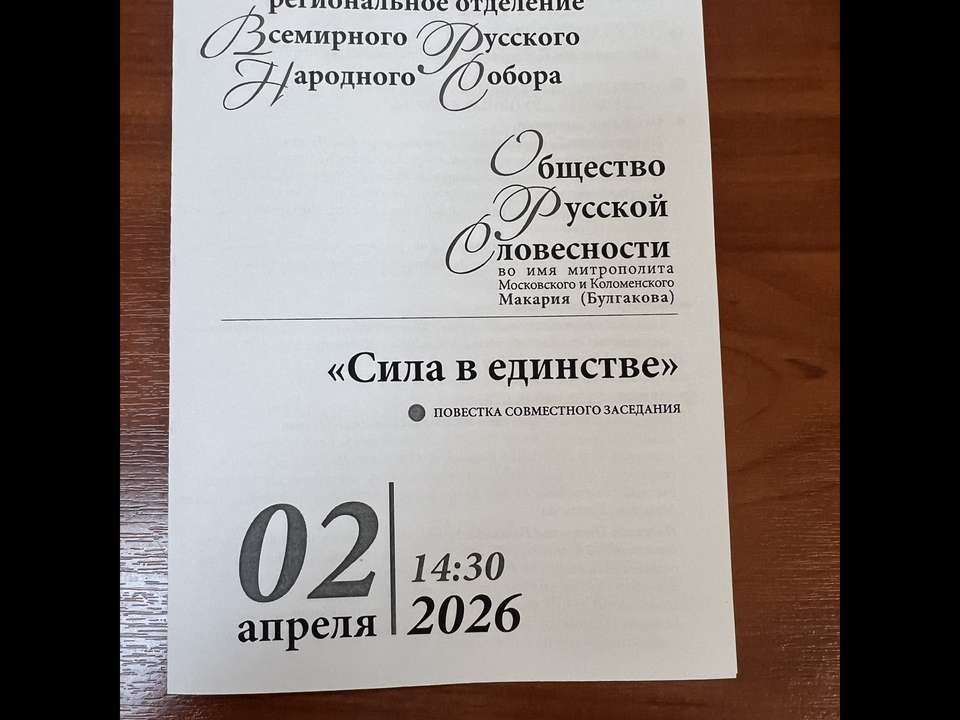 региональное отделение
Всемирного Русского
Народного Собора
Общество
Русской
Словесности
во имя митрополита
Московского и Коломенского
Макария (Булгакова)
«Сила в единстве»
ПОВЕСТКА СОВМЕСТНОГО ЗАСЕДАНИЯ
02
апреля
14:30
2026